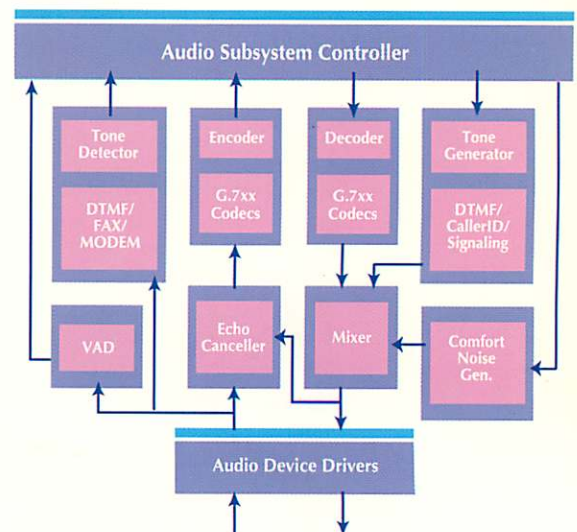 Audio Subsystem Controller
Tone
Detector
DTMF/
FAX/
MODEM
Encoder
G.7xx
Codecs
Decoder
G.7xx
Codecs
Tone
Generator
DTMF/
CallerID/
Signaling
VAD
Echo
Canceller
Mixer
Comfort
Noise
Gen.
Audio Device Drivers